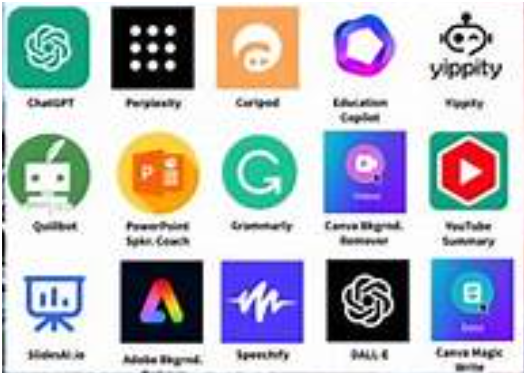 yippity
ChatGPT
Perplexity
Curipod
Education
Copilot
Yippity
P
Quillbot
PowerPoint
Spkr. Coach
Grammarly
Canva Bkgrnd.
Remover
YouTube
Summary
SlidesAI.io
Adobe Bkgrnd.
Speechify
DALL-E
Canva Magic
Write